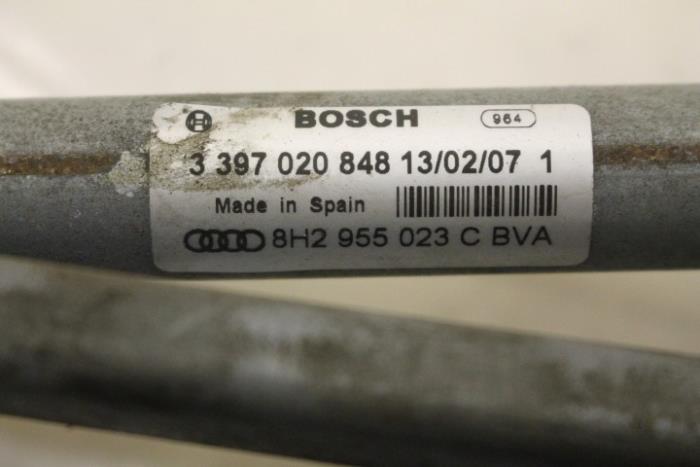 BOSCH 964
3 397 020 848 13/02/07 1
Made in Spain
8H2 955 023 C BVA